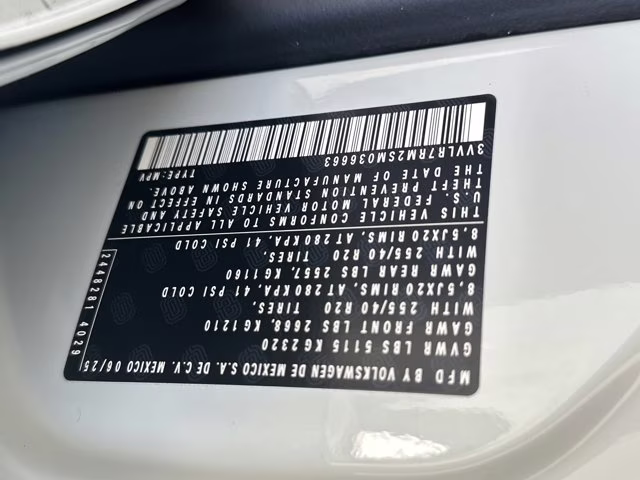 MFD BY VOLKSWAGEN DE MEXICO S.A. DE C.V. MEXICO 06/25
GVWR LBS 5115 KG 2320
GAWR FRONT LBS 2668, KG 1210
WITH 255/40 R20 TIRES,
8,5JX20 RIMS, AT 280KPA, 41 PSI COLD
GAWR REAR LBS 2557, KG 1160
WITH 255/40 R20 TIRES.
8,5JX20 RIMS, AT 280KPA, 41 PSI COLD
THIS VEHICLE CONFORMS TO ALL APPLICABLE
U.S. FEDERAL MOTOR VEHICLE SAFETY AND
THEFT PREVENTION STANDARDS IN EFFECT ON
THE DATE OF MANUFACTURE SHOWN ABOVE.
3VVLR7RM2SM036663 TYPE: MPV
2448281 4029